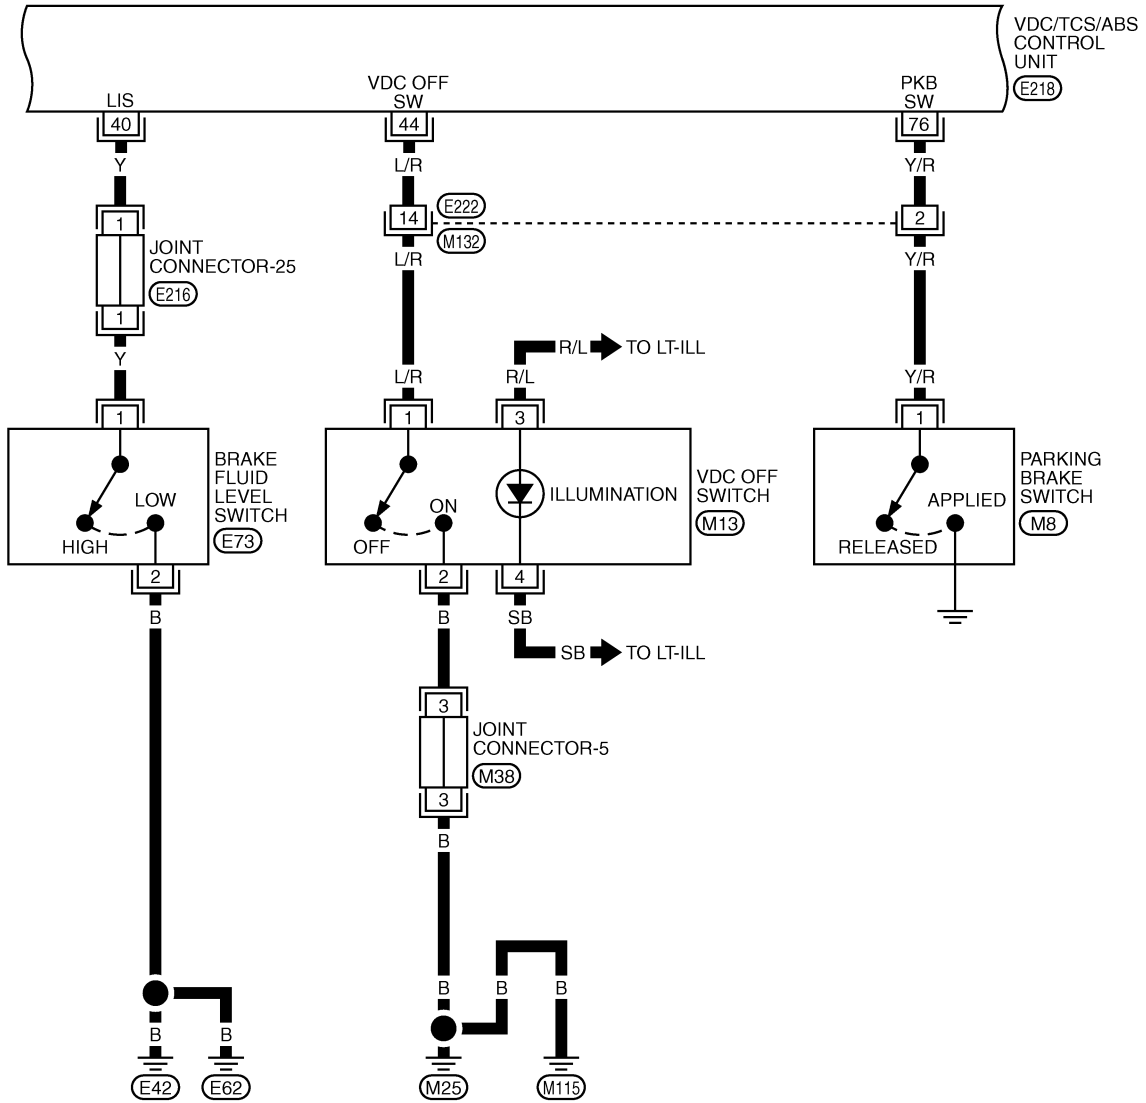 VDC/TCS/ABS
CONTROL
UNIT
E218
LIS
VDC OFF
SW
PKB
SW
40
44
76
Y
L/R
Y/R
1
14
E222
M132
2
JOINT
CONNECTOR-25
E216
L/R
Y/R
1
Y
R/L
TO LT-ILL
L/R
R/L
Y/R
1
1
3
1
BRAKE
FLUID
LEVEL
SWITCH
E73
LOW
HIGH
ON
OFF
ILLUMINATION
VDC OFF
SWITCH
M13
APPLIED
RELEASED
PARKING
BRAKE
SWITCH
M8
2
2
4
B
B
SB
SB
TO LT-ILL
3
JOINT
CONNECTOR-5
M38
3
B
B
B
B
B
B
E42
E62
M25
M115